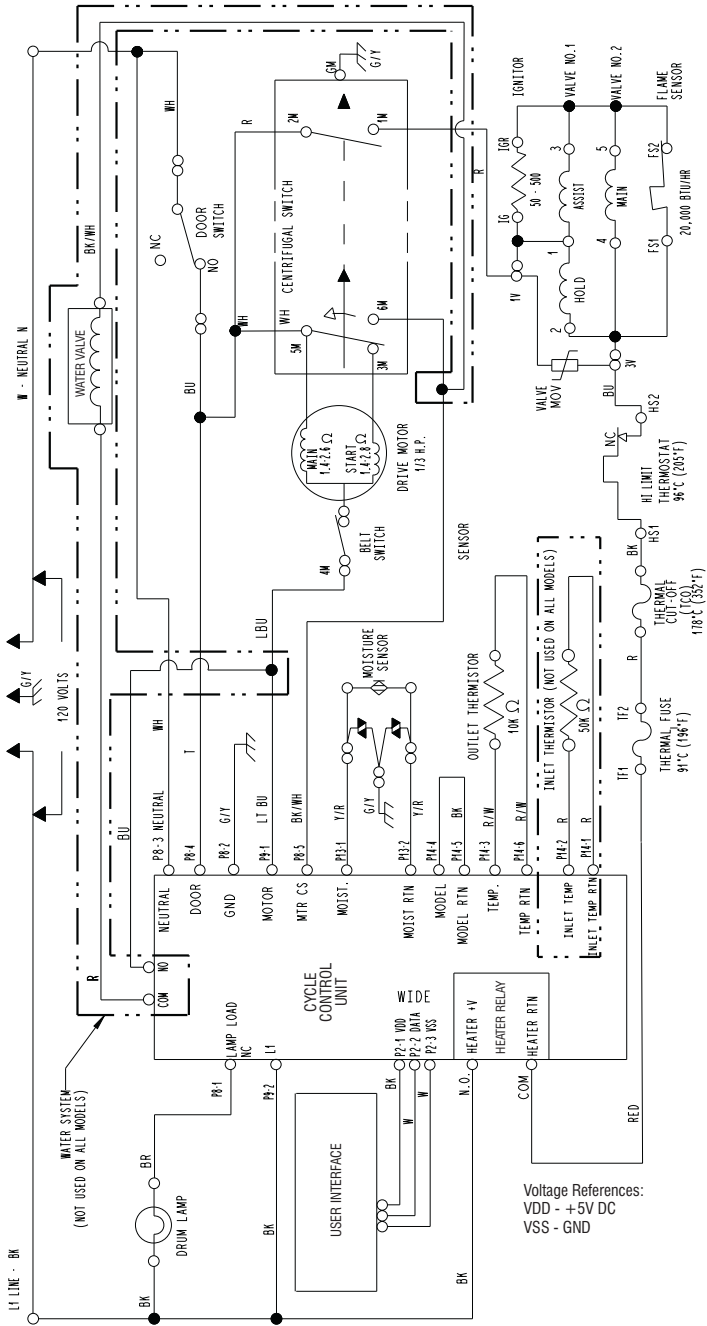 L1 LINE - BK
W - NEUTRAL N
G/Y
120 VOLTS
WATER SYSTEM
(NOT USED ON ALL MODELS)
WATER VALVE
BK/WH
R
BU
WH
BK
BR
DRUM LAMP
P8-1
LAMP LOAD
NC
P9-2
L1
BK
COM
NO
P8-3 NEUTRAL
NEUTRAL
WH
P8-4
DOOR
T
P8-2
GND
G/Y
P9-1
MOTOR
LT BU
LBU
P8-5
MTR CS
BK/WH
P13-1
MOIST.
Y/R
G/Y
MOISTURE
SENSOR
P13-2
MOIST RTN
Y/R
P14-4
MODEL
P14-5
MODEL RTN
BK
P14-3
TEMP.
R/W
P14-6
TEMP RTN
R/W
OUTLET THERMISTOR
10K Ω
P14-2
INLET TEMP
R
P14-1
INLET TEMP RTN
R
INLET THERMISTOR (NOT USED ON ALL MODELS)
50K Ω
CYCLE
CONTROL
UNIT
WIDE
P2-1 VDD
P2-2 DATA
P2-3 VSS
BK
W
W
USER INTERFACE
N.O.
HEATER +V
HEATER RELAY
COM
HEATER RTN
BK
RED
NC
DOOR
SWITCH
NO
BU
WH
WH
R
CENTRIFUGAL SWITCH
5M
3M
6M
2M
1M
GM
G/Y
MAIN
1.4-2.6 Ω
START
1.4-2.8 Ω
DRIVE MOTOR
1/3 H.P.
BELT
SWITCH
4M
SENSOR
R
TF1
TF2
THERMAL FUSE
91°C (196°F)
R
THERMAL
CUT-OFF
(TCO)
178°C (352°F)
BK
HS1
HI LIMIT
THERMOSTAT
96°C (205°F)
NC
HS2
BU
VALVE
MOV
3V
1V
IG
IGR
IGNITOR
50 - 500
2
HOLD
1
ASSIST
3
VALVE NO.1
4
MAIN
5
VALVE NO.2
FS1
FS2
FLAME
SENSOR
20,000 BTU/HR
Voltage References:
VDD - +5V DC
VSS - GND